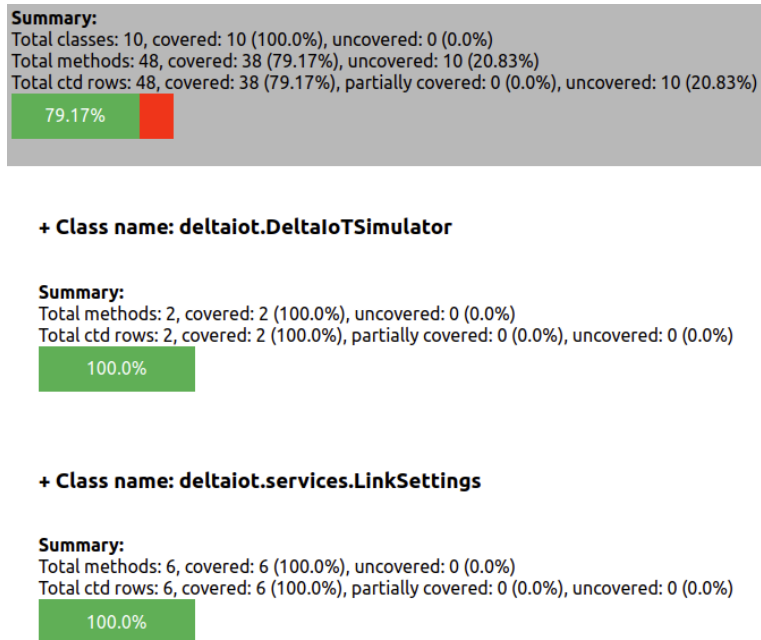 Summary:
Total classes: 10, covered: 10 (100.0%), uncovered: 0 (0.0%)
Total methods: 48, covered: 38 (79.17%), uncovered: 10 (20.83%)
Total ctd rows: 48, covered: 38 (79.17%), partially covered: 0 (0.0%), uncovered: 10 (20.83%)
79.17%
+ Class name: deltaiot.DeltaIoTSimulator
Summary:
Total methods: 2, covered: 2 (100.0%), uncovered: 0 (0.0%)
Total ctd rows: 2, covered: 2 (100.0%), partially covered: 0 (0.0%), uncovered: 0 (0.0%)
100.0%
+ Class name: deltaiot.services.LinkSettings
Summary:
Total methods: 6, covered: 6 (100.0%), uncovered: 0 (0.0%)
Total ctd rows: 6, covered: 6 (100.0%), partially covered: 0 (0.0%), uncovered: 0 (0.0%)
100.0%